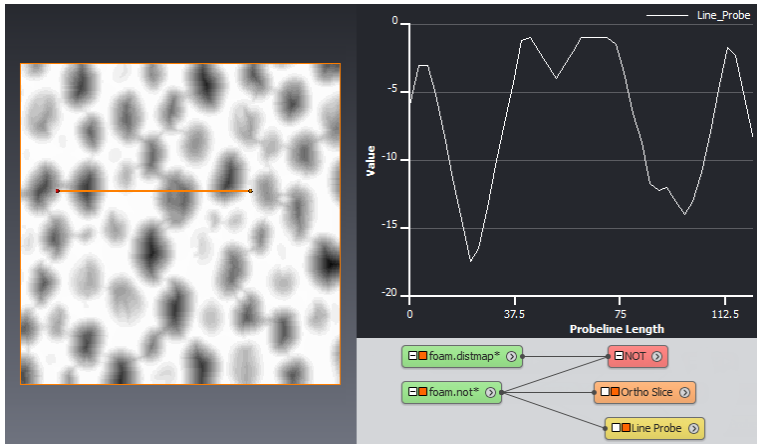 Line_Probe
0
-5
-10
-15
-20
Value
0
37.5
75
112.5
Probeline Length
foam.distmap*
NOT
foam.not*
Ortho Slice
Line Probe